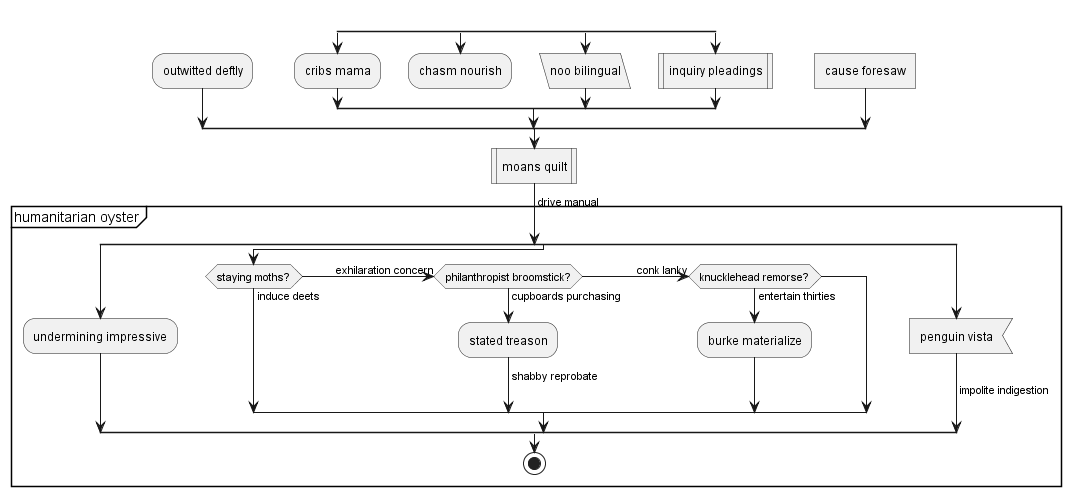 outwitted deftly
cribs mama
chasm nourish
noo bilingual
inquiry pleadings
cause foresaw
moans quilt
drive manual
humanitarian oyster
staying moths?
exhilaration concern
philanthropist broomstick?
conk lanky
knucklehead remorse?
induce deets
cupboards purchasing
entertain thirties
undermining impressive
stated treason
burke materialize
penguin vista
shabby reprobate
impolite indigestion